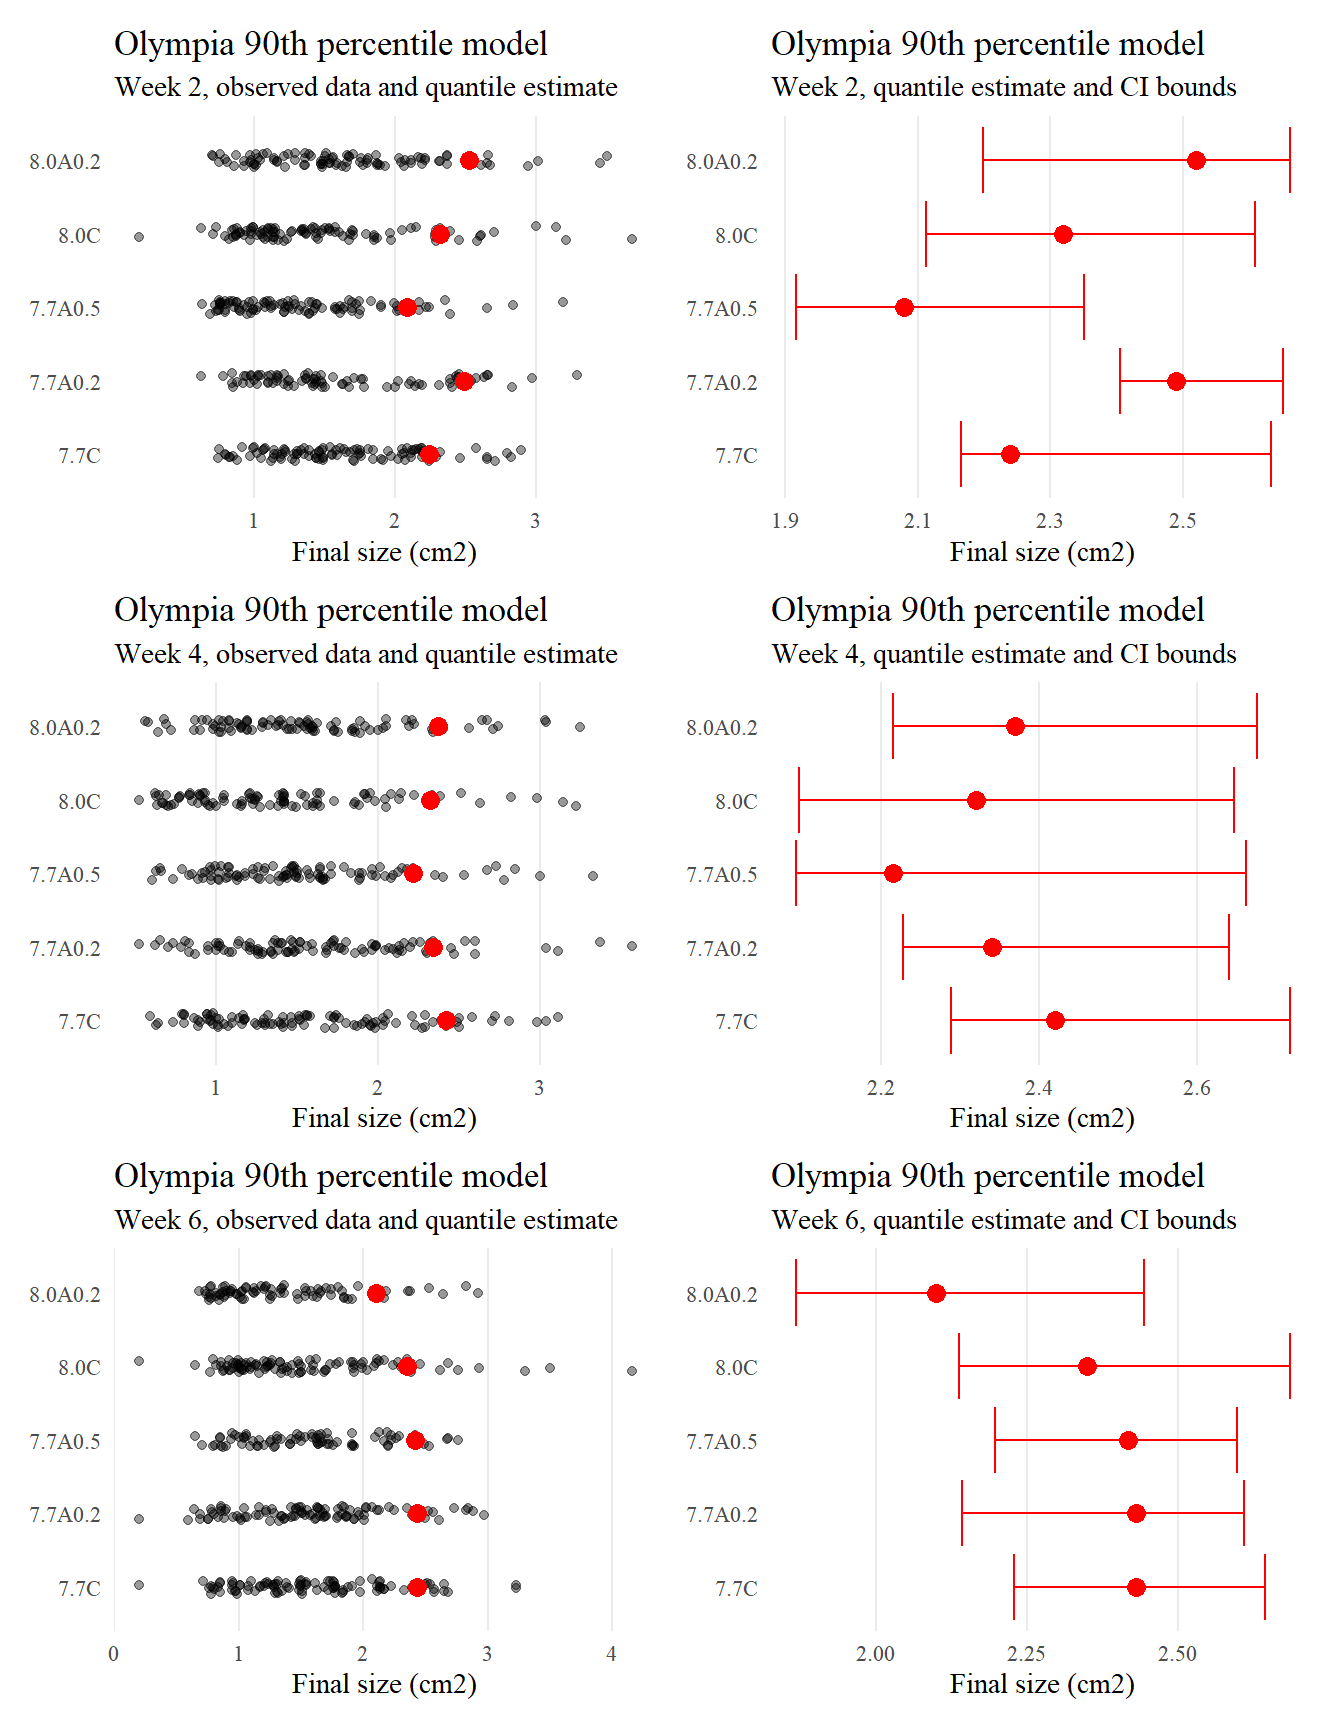 Olympia 90th percentile model
Week 2, observed data and quantile estimate
8.0A0.2
8.0C
7.7A0.5
7.7A0.2
7.7C
1 2 3
Final size (cm2)
Olympia 90th percentile model
Week 2, quantile estimate and CI bounds
8.0A0.2
8.0C
7.7A0.5
7.7A0.2
7.7C
1.9 2.1 2.3 2.5
Final size (cm2)
Olympia 90th percentile model
Week 4, observed data and quantile estimate
8.0A0.2
8.0C
7.7A0.5
7.7A0.2
7.7C
1 2 3
Final size (cm2)
Olympia 90th percentile model
Week 4, quantile estimate and CI bounds
8.0A0.2
8.0C
7.7A0.5
7.7A0.2
7.7C
2.2 2.4 2.6
Final size (cm2)
Olympia 90th percentile model
Week 6, observed data and quantile estimate
8.0A0.2
8.0C
7.7A0.5
7.7A0.2
7.7C
0 1 2 3 4
Final size (cm2)
Olympia 90th percentile model
Week 6, quantile estimate and CI bounds
8.0A0.2
8.0C
7.7A0.5
7.7A0.2
7.7C
2.00 2.25 2.50
Final size (cm2)